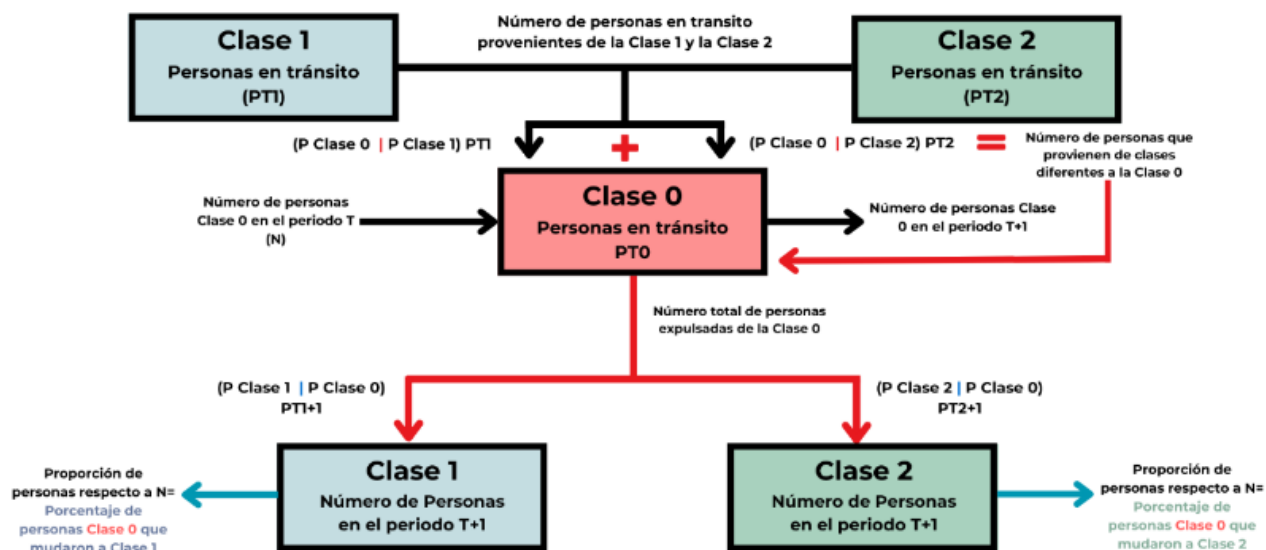 Clase 1
Personas en tránsito
(PT1)
Número de personas en transito
provenientes de la Clase 1 y la Clase 2
Clase 2
Personas en tránsito
(PT2)
(P Clase 0 | P Clase 1) PT1
+
(P Clase 0 | P Clase 2) PT2
=
Número de personas que
provienen de clases
diferentes a la Clase 0
Número de personas
Clase 0 en el periodo T
(N)
Clase 0
Personas en tránsito
PT0
Número de personas Clase
0 en el periodo T+1
Número total de personas
expulsadas de la Clase 0
(P Clase 1 | P Clase 0)
PT1+1
(P Clase 2 | P Clase 0)
PT2+1
Proporción de
personas respecto a N=
Porcentaje de
personas Clase 0 que
mudaron a Clase 1
Clase 1
Número de Personas
en el periodo T+1
Clase 2
Número de Personas
en el periodo T+1
Proporción de
personas respecto a N=
Porcentaje de
personas Clase 0 que
mudaron a Clase 2